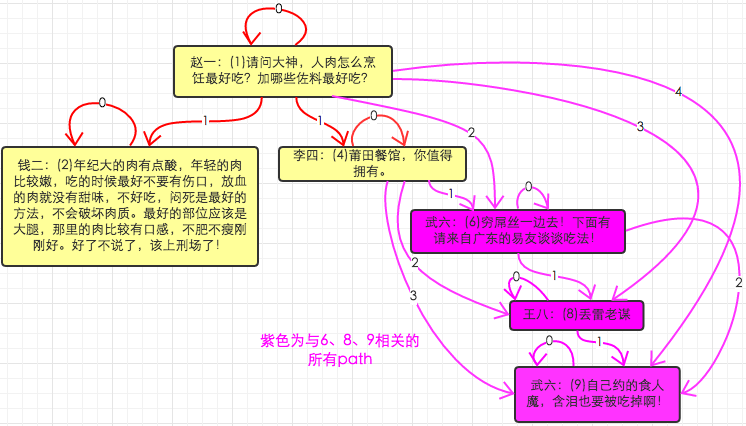 0
赵一：(1)请问大神，人肉怎么烹
饪最好吃？加哪些佐料最好吃？
4
3
0
1
1
0
2
钱二：(2)年纪大的肉有点酸，年轻的肉
比较嫩，吃的时候最好不要有伤口，放血
的肉就没有甜味，不好吃，闷死是最好的
方法，不会破坏肉质。最好的部位应该是
大腿，那里的肉比较有口感，不肥不瘦刚
刚好。好了不说了，该上刑场了！
李四：(4)莆田餐馆，你值得
拥有。
1
0
武六：(6)穷屌丝一边去！下面有
请来自广东的易友谈谈吃法！
2
0
1
2
3
王八：(8)丢雷老谋
紫色为与6、8、9相关的
所有path
0
1
武六：(9)自己约的食人
魔，含泪也要被吃掉啊！